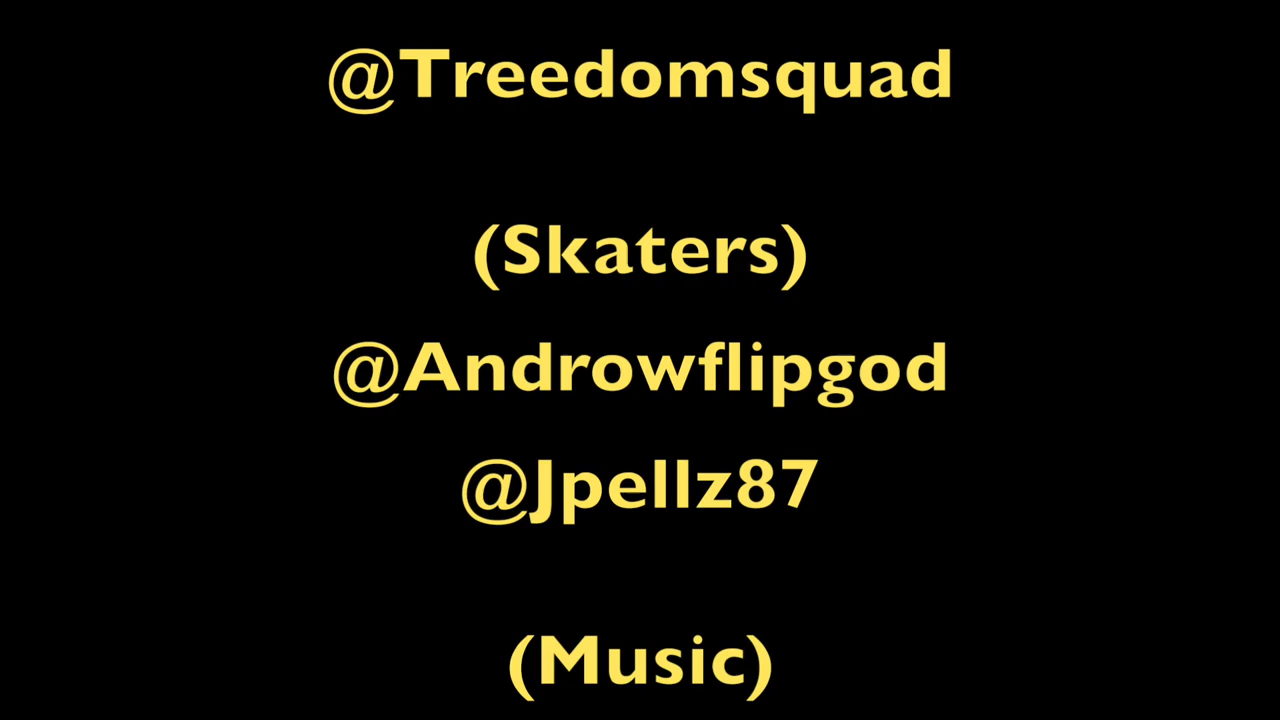 @Treedomsquad
(Skaters)
@Androwflipgod
@Jpellz87
(Music)